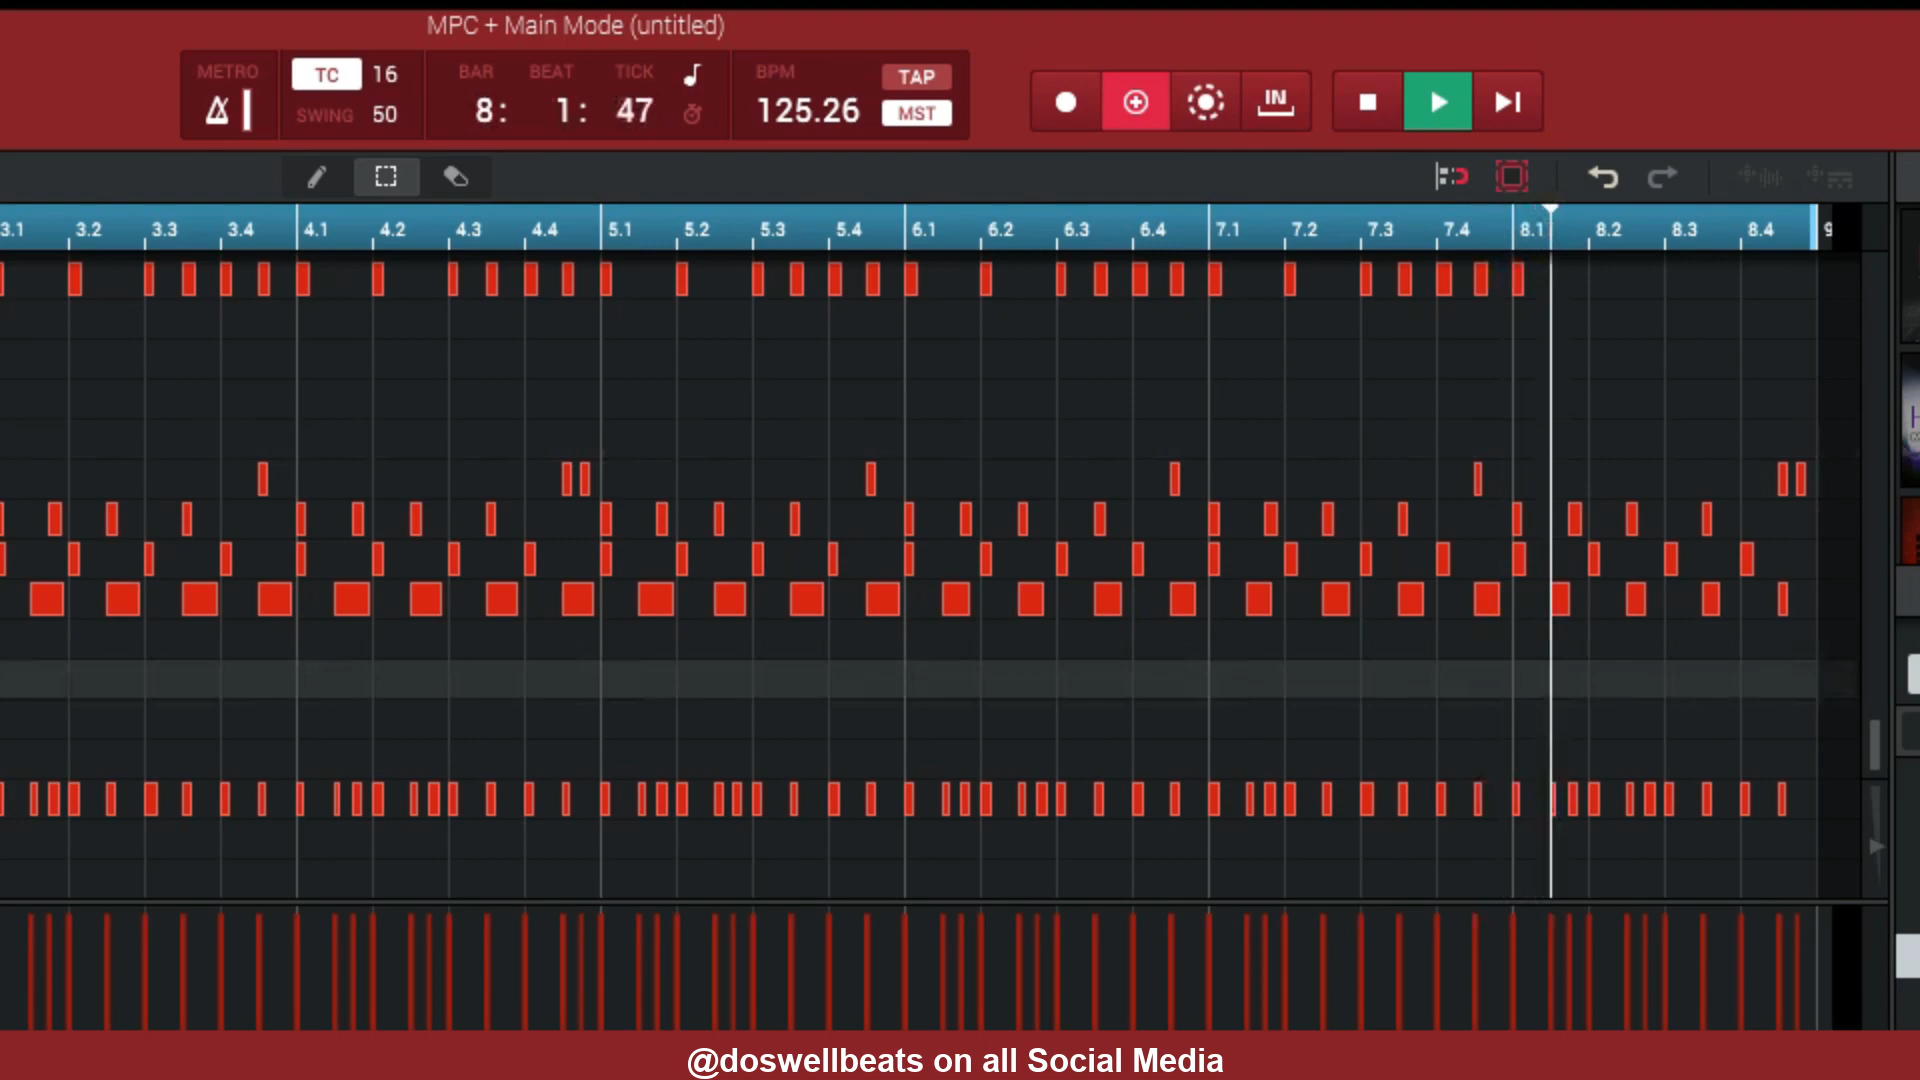 MPC + Main Mode (untitled)
METRO TC 16 BAR BEAT TICK BPM TAP
SWING 50 8: 1: 47 125.26 MST
IN
3.1 3.2 3.3 3.4 4.1 4.2 4.3 4.4 5.1 5.2 5.3 5.4 6.1 6.2 6.3 6.4 7.1 7.2 7.3 7.4 8.1 8.2 8.3 8.4 9
@doswellbeats on all Social Media